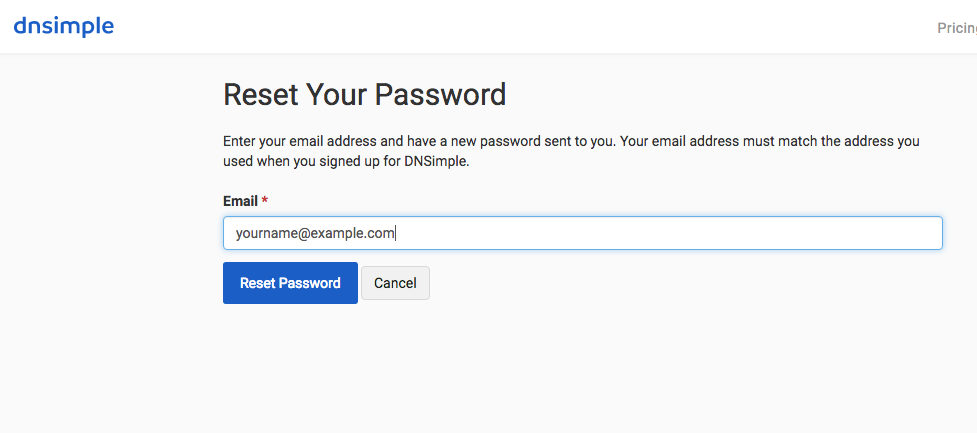 dnsimple
Pricing
Reset Your Password
Enter your email address and have a new password sent to you. Your email address must match the address you
used when you signed up for DNSimple.
Email *
yourname@example.com
Reset Password
Cancel